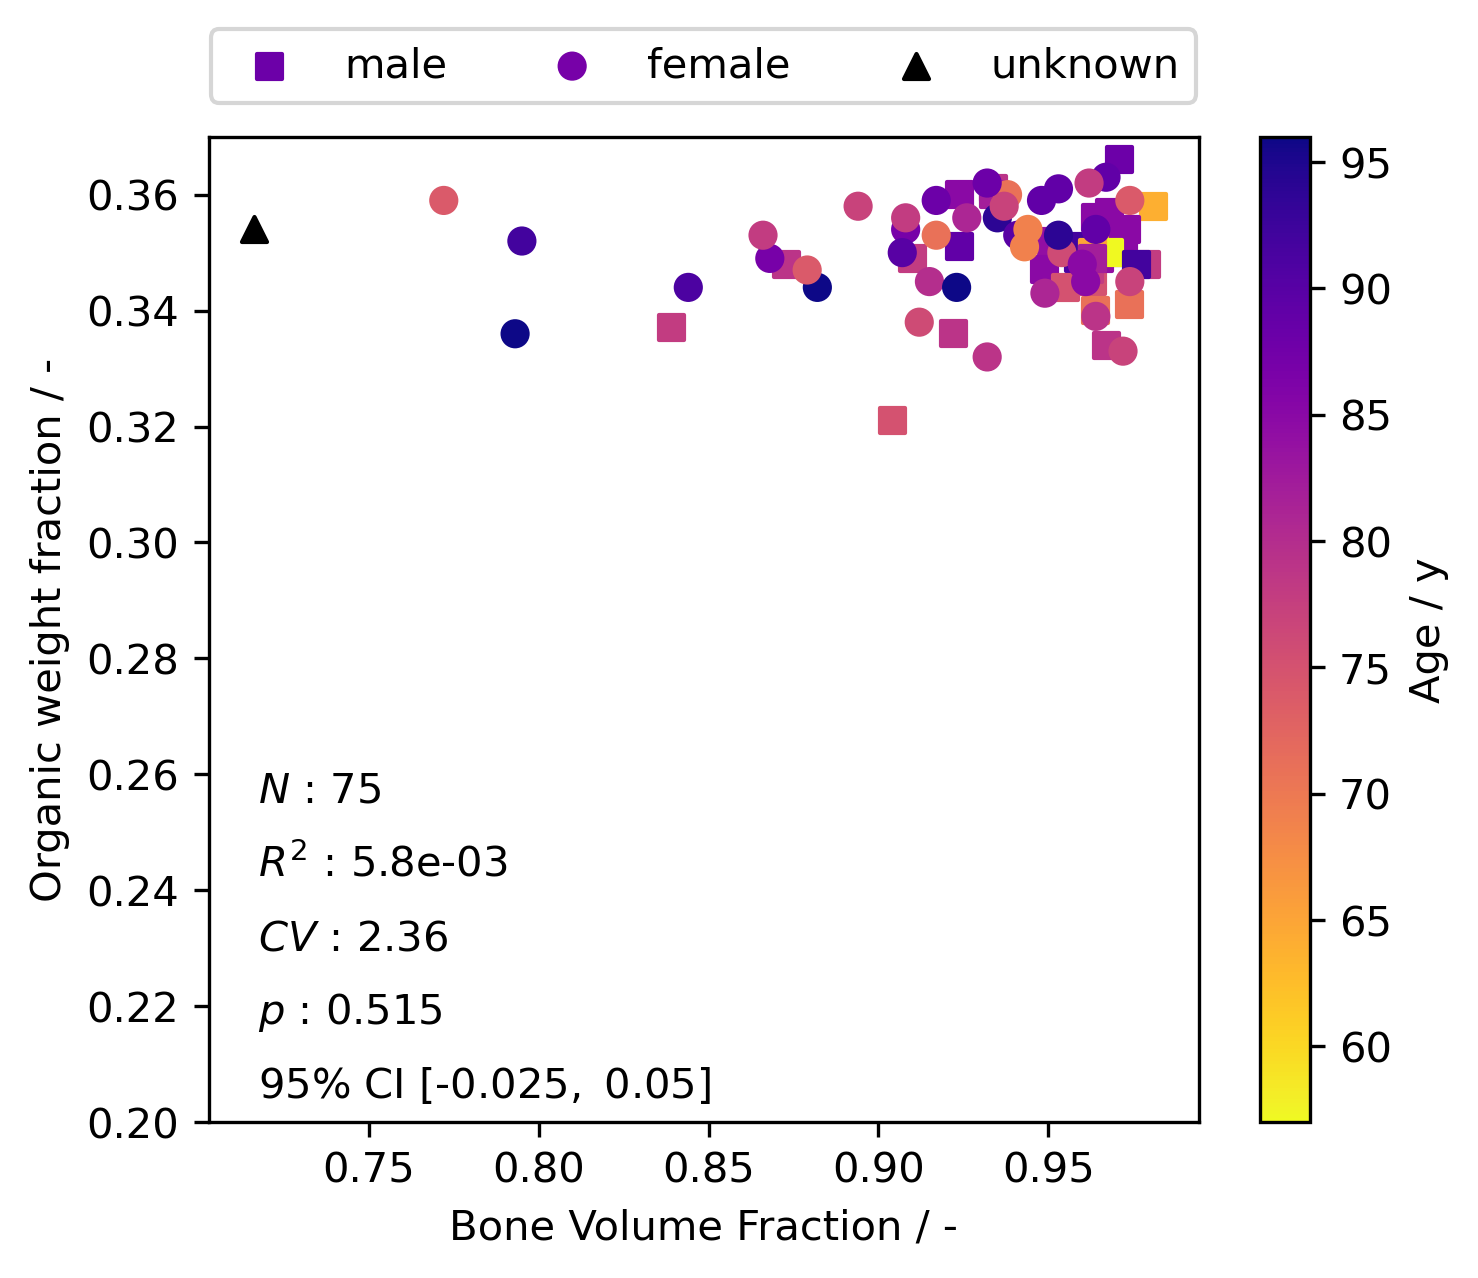 male female unknown
0.36
0.34
0.32
0.30
0.28
0.26
0.24
0.22
0.20
Organic weight fraction / -
N : 75
R² : 5.8e-03
CV : 2.36
p : 0.515
95% CI [-0.025, 0.05]
0.75 0.80 0.85 0.90 0.95
Bone Volume Fraction / -
95
90
85
80
75
70
65
60
Age / y